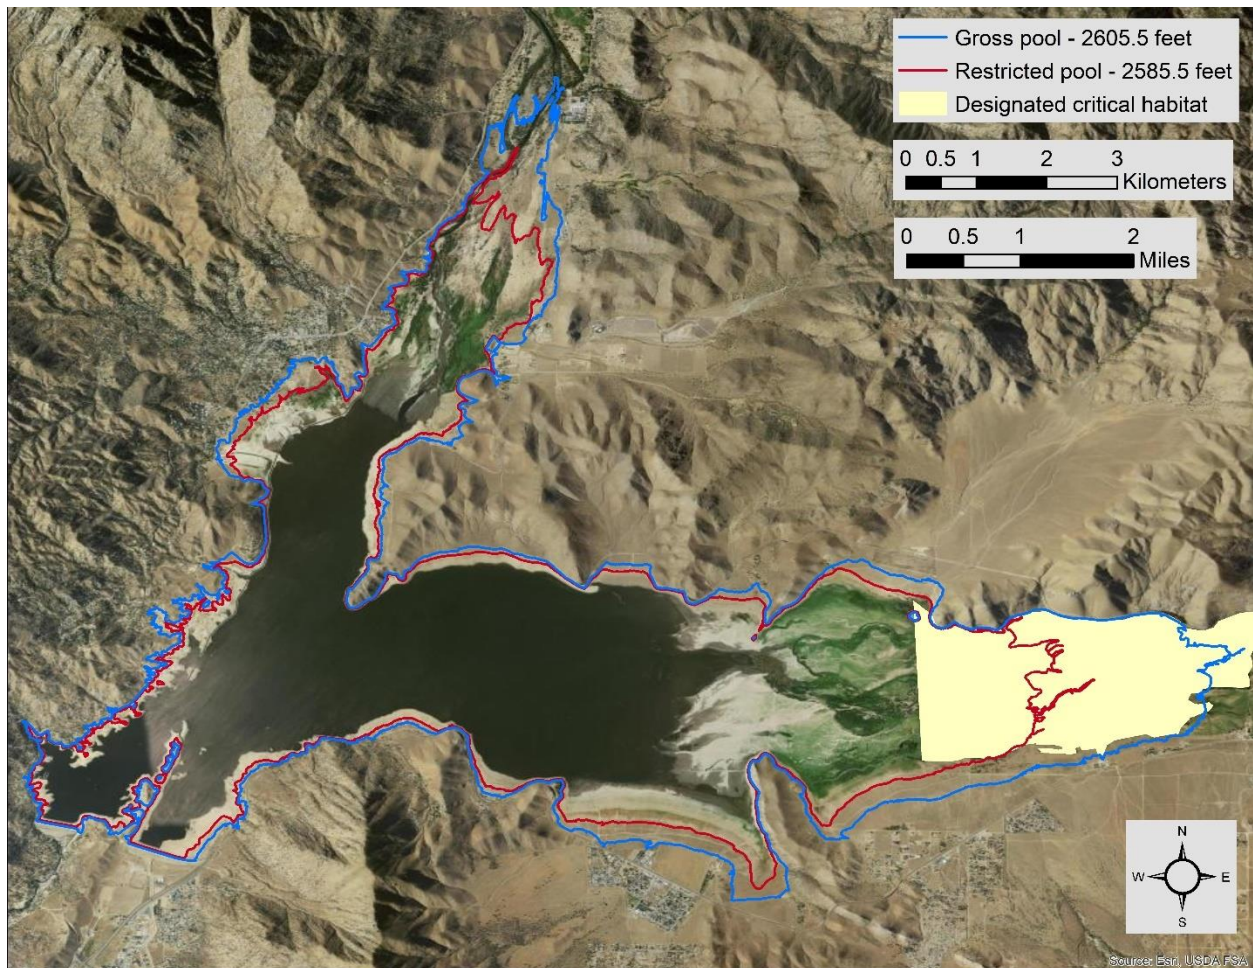 Gross pool - 2605.5 feet
Restricted pool - 2585.5 feet
Designated critical habitat
0 0.5 1 2 3
Kilometers
0 0.5 1 2
Miles
N
W E
S
Source: Esri, USDA FSA